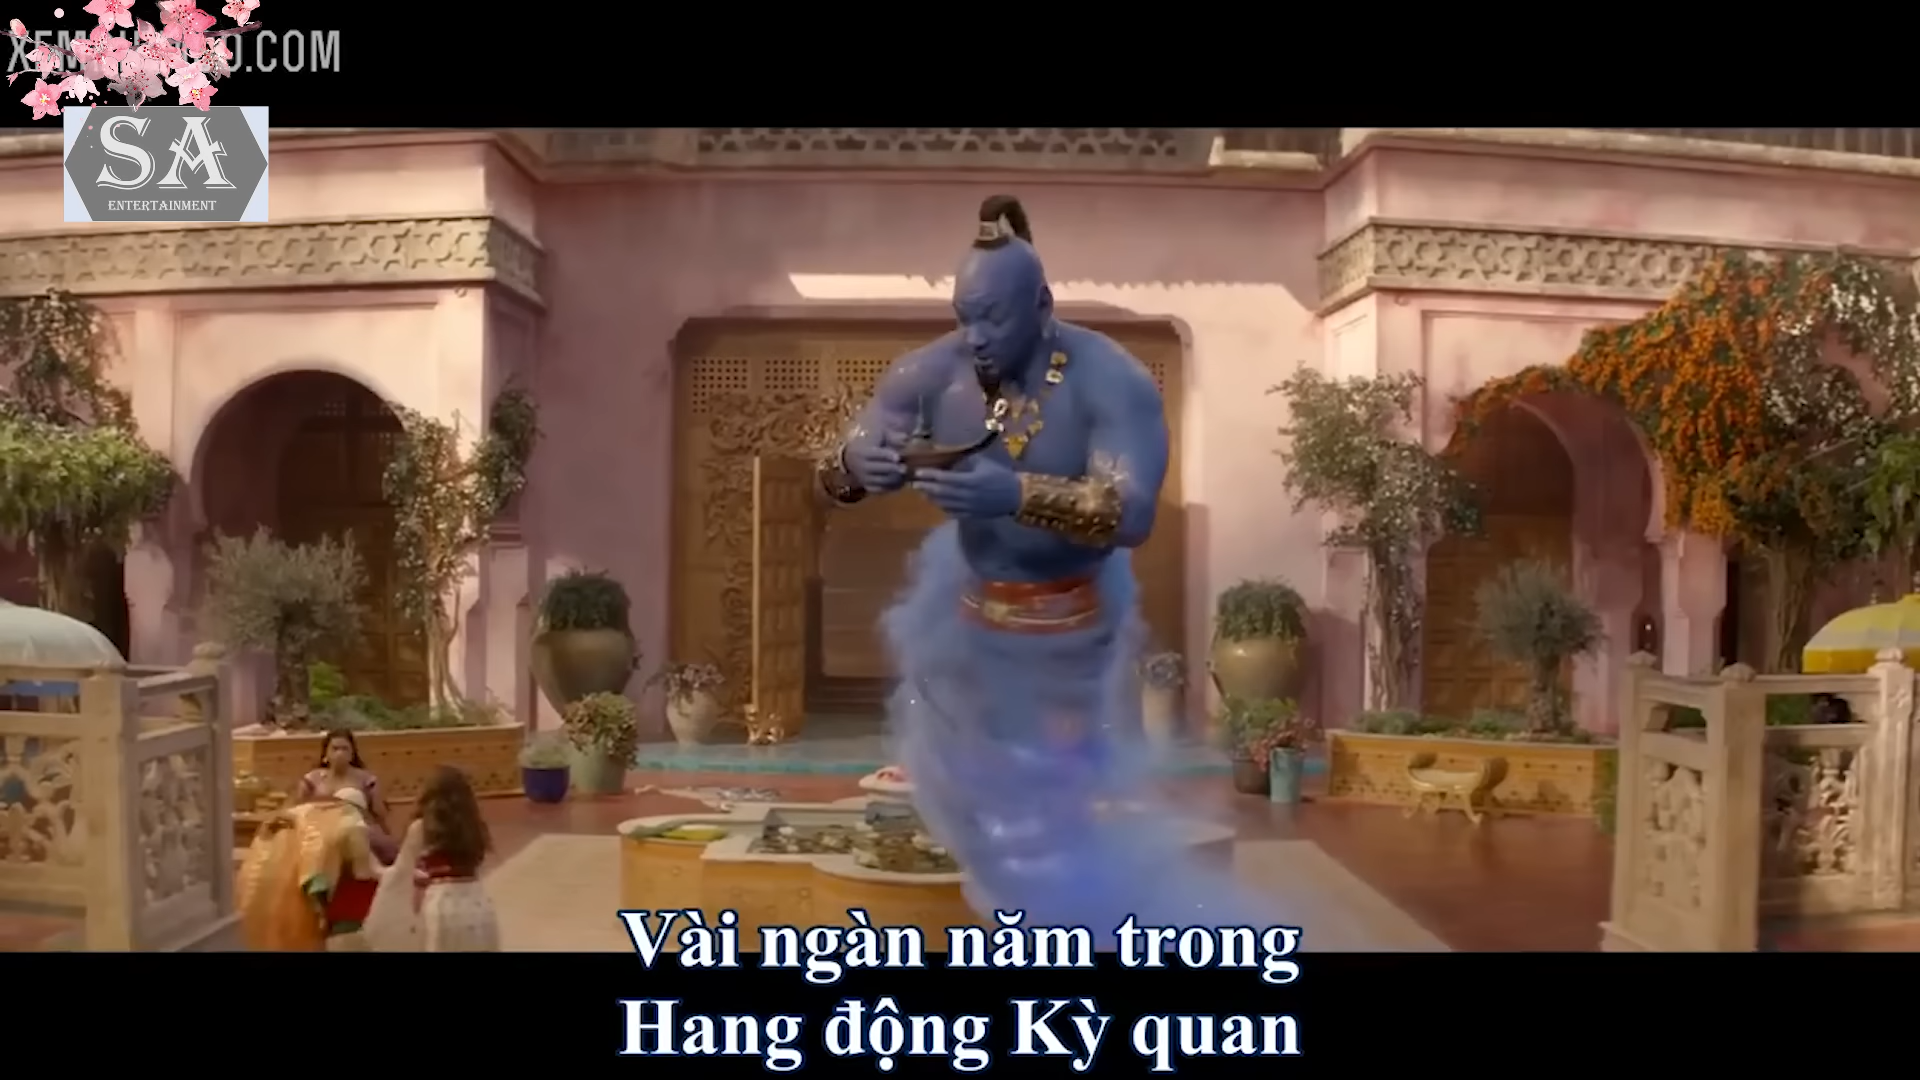 SA
ENTERTAINMENT
Vài ngàn năm trong
Hang động Kỳ quan